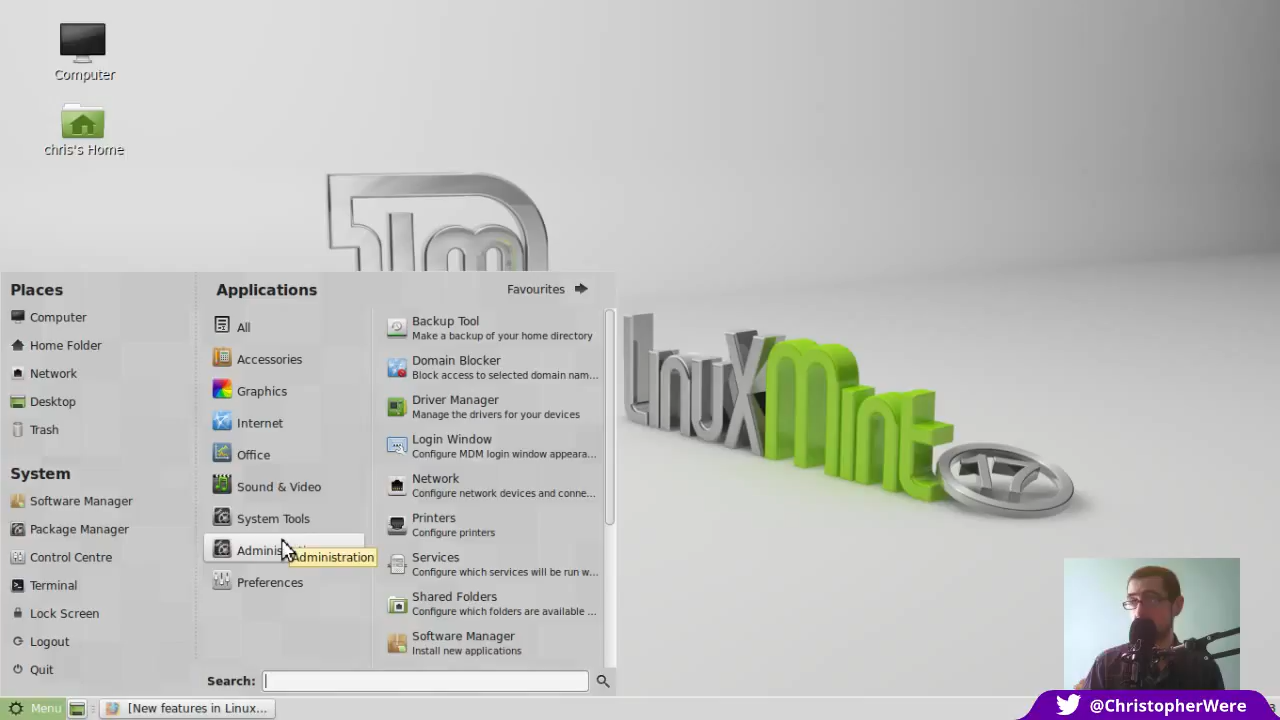 Computer
chris's Home
Places
Computer
Home Folder
Network
Desktop
Trash
System
Software Manager
Package Manager
Control Centre
Terminal
Lock Screen
Logout
Quit
Applications
Favourites
All
Accessories
Graphics
Internet
Office
Sound & Video
System Tools
Administration
Preferences
Backup Tool
Make a backup of your home directory
Domain Blocker
Block access to selected domain nam...
Driver Manager
Manage the drivers for your devices
Login Window
Configure MDM login window appeara...
Network
Configure network devices and conne...
Printers
Configure printers
Services
Configure which services will be run w...
Shared Folders
Configure which folders are available ...
Software Manager
Install new applications
Search:
Linux Mint 17
Menu
[New features in Linux...
@ChristopherWere